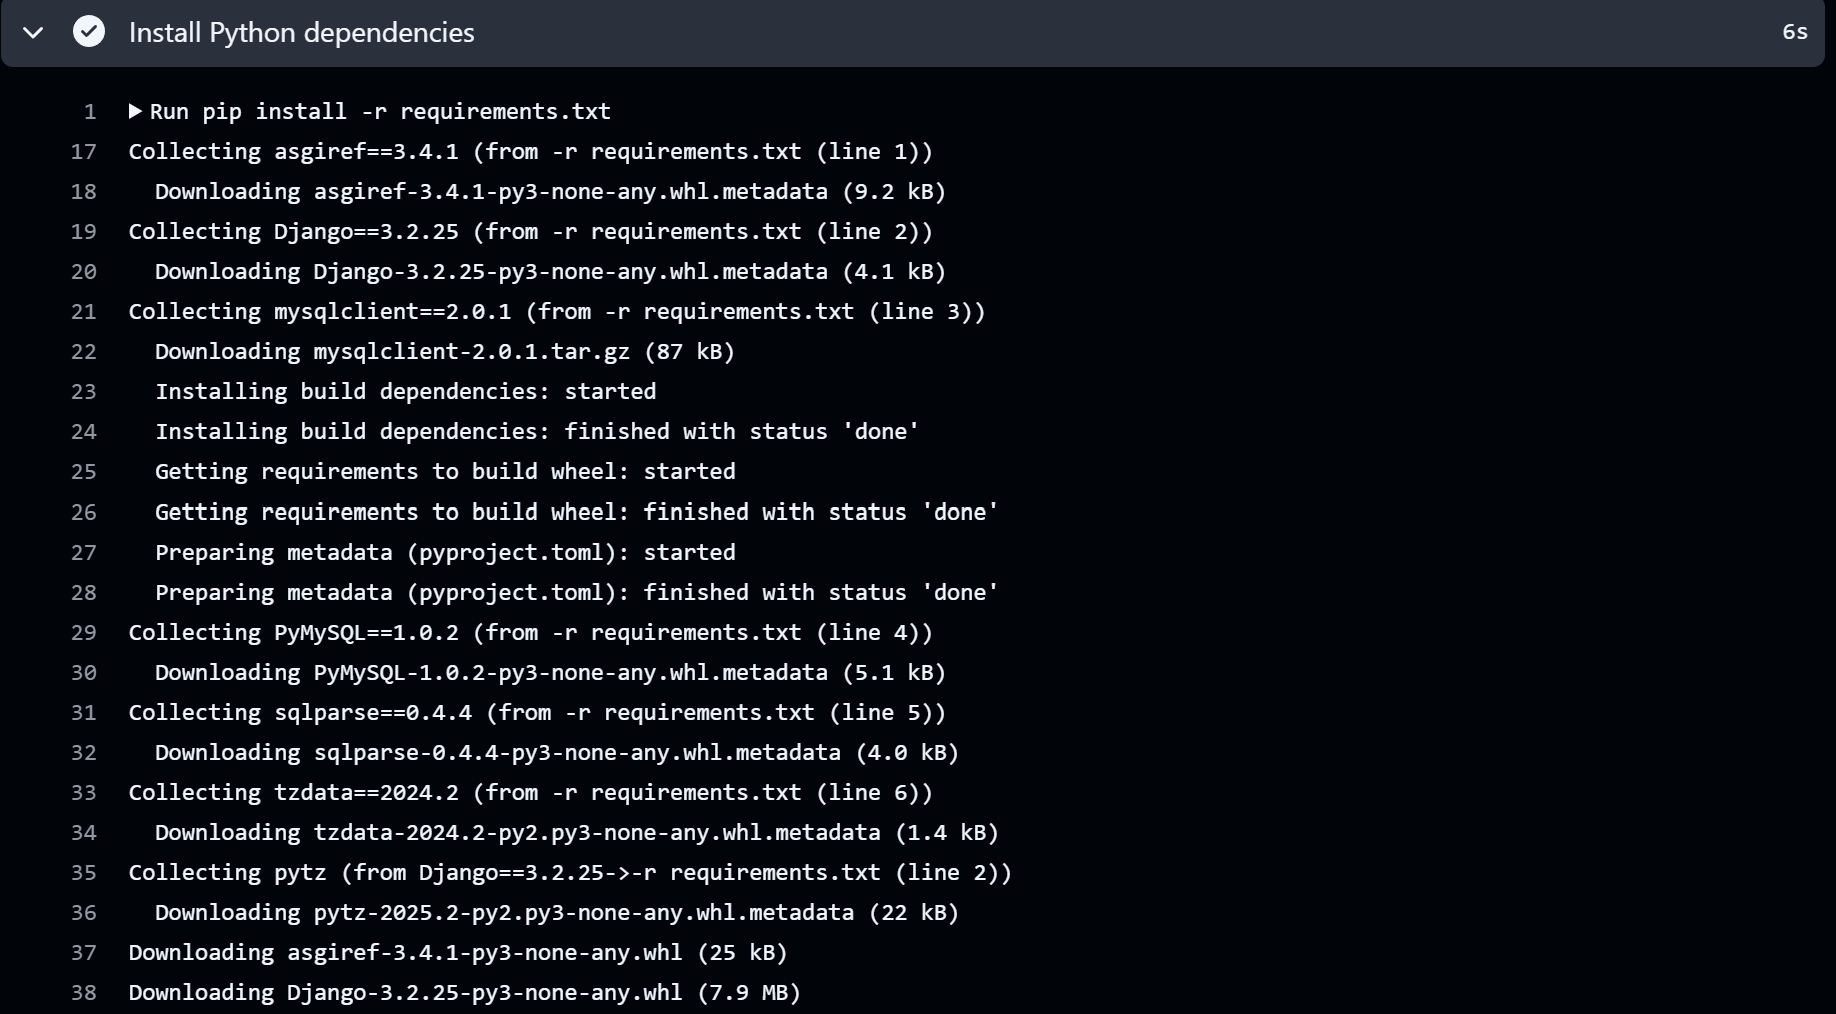 Install Python dependencies 6s
1 ▶ Run pip install -r requirements.txt
17 Collecting asgiref==3.4.1 (from -r requirements.txt (line 1))
18 Downloading asgiref-3.4.1-py3-none-any.whl.metadata (9.2 kB)
19 Collecting Django==3.2.25 (from -r requirements.txt (line 2))
20 Downloading Django-3.2.25-py3-none-any.whl.metadata (4.1 kB)
21 Collecting mysqlclient==2.0.1 (from -r requirements.txt (line 3))
22 Downloading mysqlclient-2.0.1.tar.gz (87 kB)
23 Installing build dependencies: started
24 Installing build dependencies: finished with status 'done'
25 Getting requirements to build wheel: started
26 Getting requirements to build wheel: finished with status 'done'
27 Preparing metadata (pyproject.toml): started
28 Preparing metadata (pyproject.toml): finished with status 'done'
29 Collecting PyMySQL==1.0.2 (from -r requirements.txt (line 4))
30 Downloading PyMySQL-1.0.2-py3-none-any.whl.metadata (5.1 kB)
31 Collecting sqlparse==0.4.4 (from -r requirements.txt (line 5))
32 Downloading sqlparse-0.4.4-py3-none-any.whl.metadata (4.0 kB)
33 Collecting tzdata==2024.2 (from -r requirements.txt (line 6))
34 Downloading tzdata-2024.2-py2.py3-none-any.whl.metadata (1.4 kB)
35 Collecting pytz (from Django==3.2.25->-r requirements.txt (line 2))
36 Downloading pytz-2025.2-py2.py3-none-any.whl.metadata (22 kB)
37 Downloading asgiref-3.4.1-py3-none-any.whl (25 kB)
38 Downloading Django-3.2.25-py3-none-any.whl (7.9 MB)